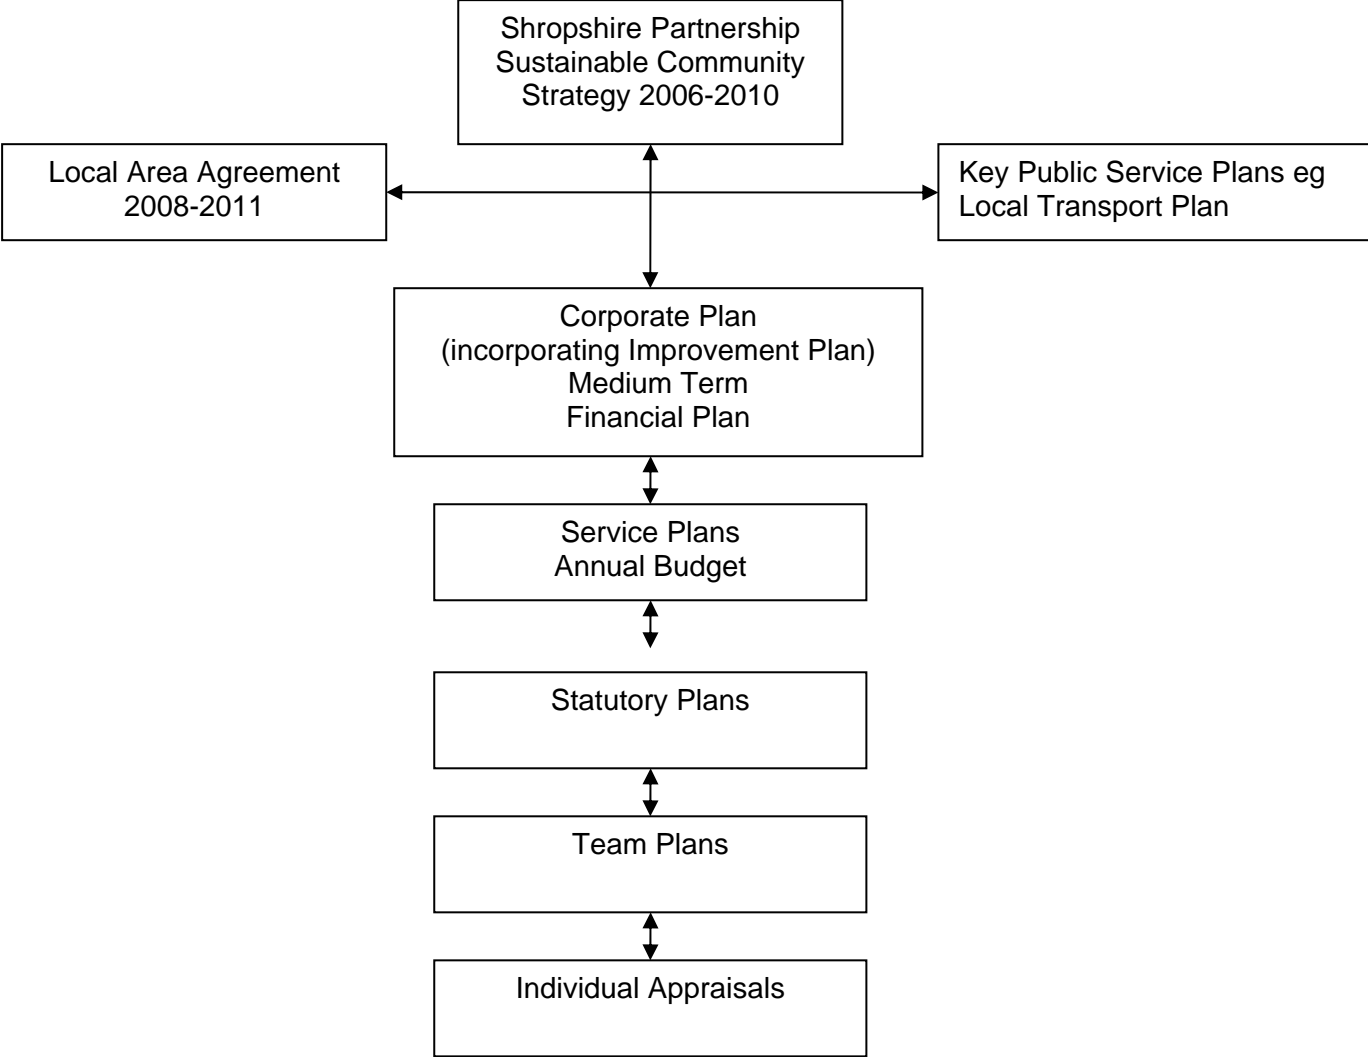 Shropshire Partnership
Sustainable Community
Strategy 2006-2010
Local Area Agreement
2008-2011
Key Public Service Plans eg
Local Transport Plan
Corporate Plan
(incorporating Improvement Plan)
Medium Term
Financial Plan
Service Plans
Annual Budget
Statutory Plans
Team Plans
Individual Appraisals